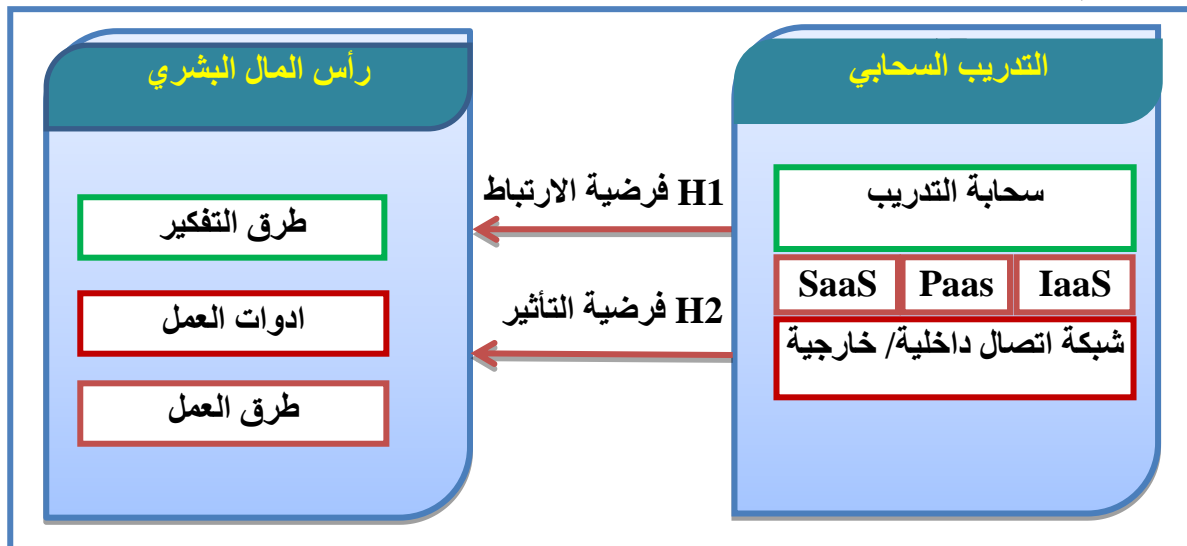 التدريب السحابي
سحابة التدريب
SaaS Paas IaaS
شبكة اتصال داخلية/ خارجية
H1 فرضية الارتباط
H2 فرضية التأثير
رأس المال البشري
طرق التفكير
ادوات العمل
طرق العمل